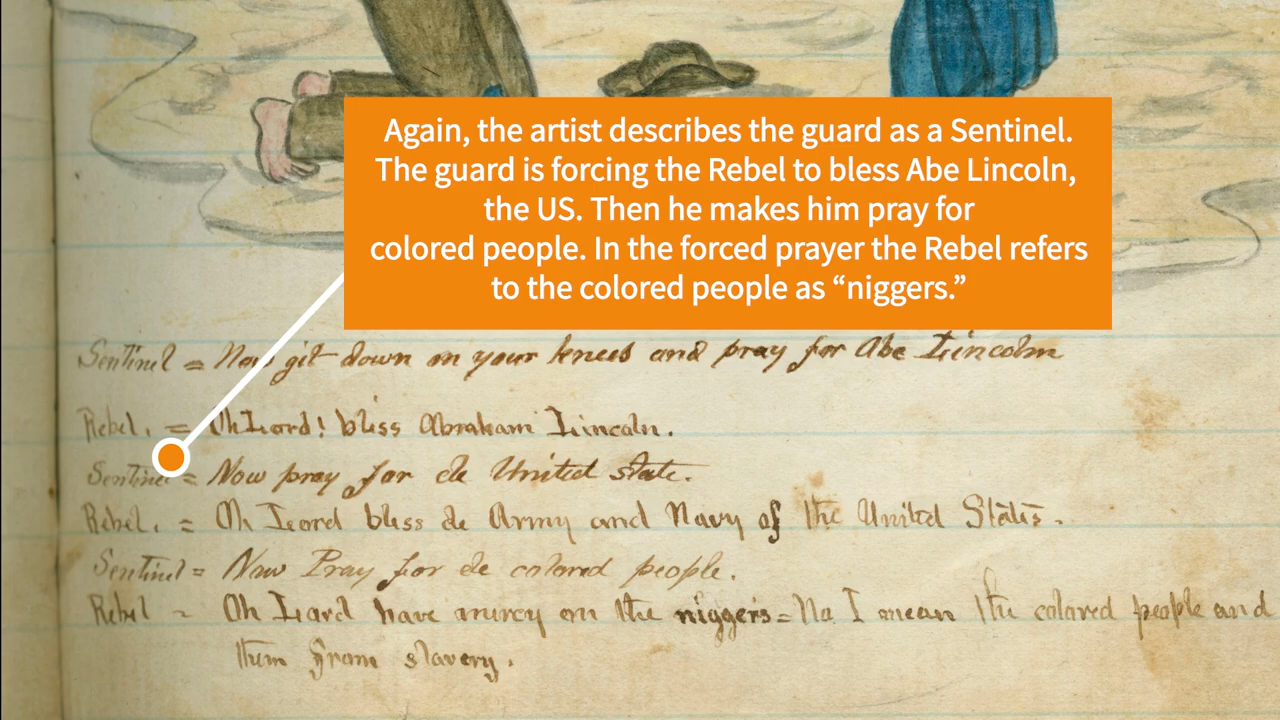 Again, the artist describes the guard as a Sentinel.
The guard is forcing the Rebel to bless Abe Lincoln,
the US. Then he makes him pray for
colored people. In the forced prayer the Rebel refers
to the colored people as “niggers.”
Sentinel = Now git down on your knees and pray for Abe Lincoln
Rebel. = Oh Lord! bliss Abraham Lincoln.
Sentinel = Now pray for de United state.
Rebel. = Oh Lord bless de Army and Navy of the United States.
Sentinel = Now Pray for de colored people.
Rebel = Oh Lord have mercy on the niggers = No I mean the colored people and
them from slavery.